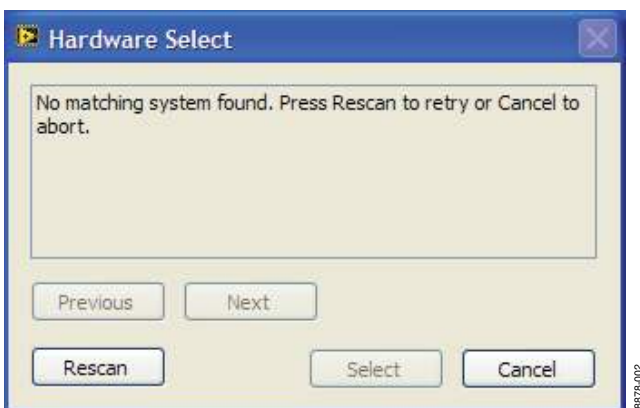 Hardware Select
No matching system found. Press Rescan to retry or Cancel to
abort.
Previous
Next
Rescan
Select
Cancel